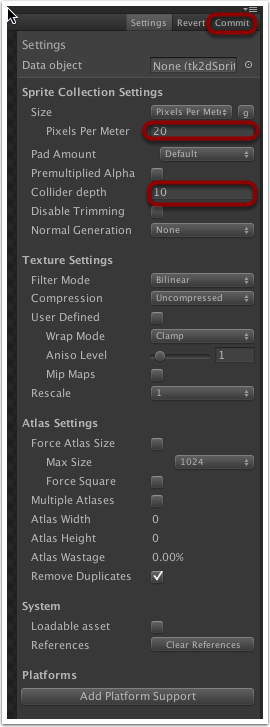 Settings Revert Commit
Settings
Data object None (tk2dSprit
Sprite Collection Settings
Size Pixels Per Mete g
Pixels Per Meter 20
Pad Amount Default
Premultiplied Alpha
Collider depth 10
Disable Trimming
Normal Generation None
Texture Settings
Filter Mode Bilinear
Compression Uncompressed
User Defined
Wrap Mode Clamp
Aniso Level 1
Mip Maps
Rescale 1
Atlas Settings
Force Atlas Size
Max Size 1024
Force Square
Multiple Atlases
Atlas Width 0
Atlas Height 0
Atlas Wastage 0.00%
Remove Duplicates
System
Loadable asset
References Clear References
Platforms
Add Platform Support